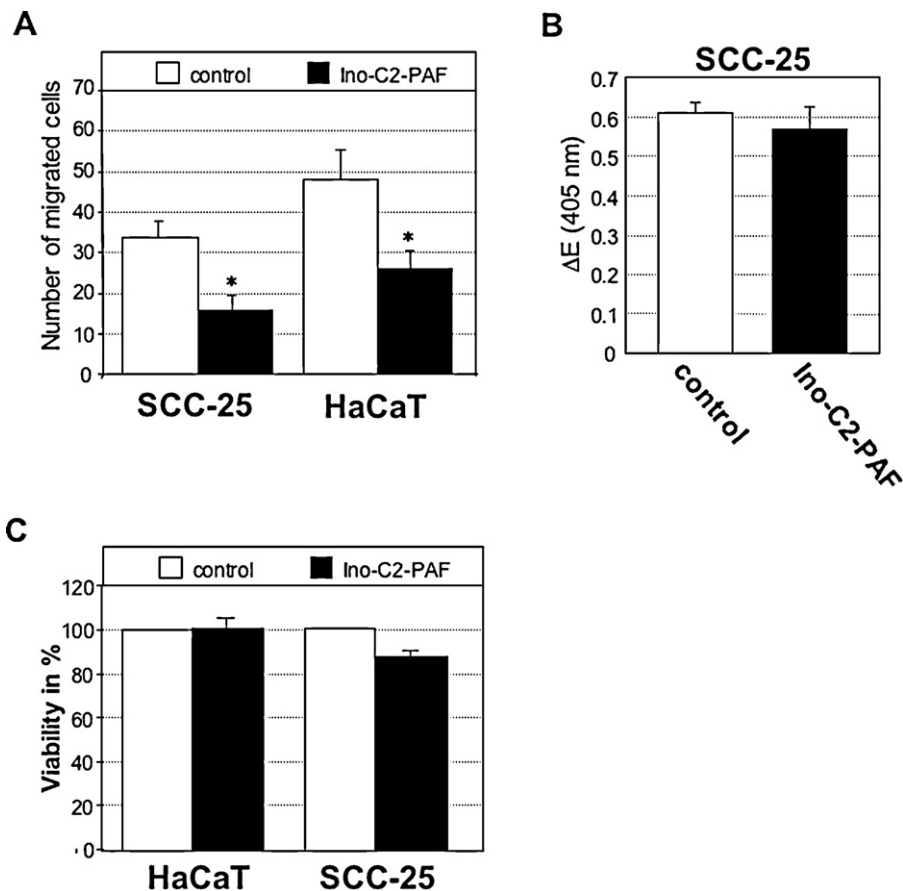 A
control Ino-C2-PAF
Number of migrated cells
70
60
50
40
30
20
10
0
*
*
SCC-25 HaCaT
B
SCC-25
ΔE (405 nm)
0.7
0.6
0.5
0.4
0.3
0.2
0.1
0
control
Ino-C2-PAF
C
control Ino-C2-PAF
Viability in %
120
100
80
60
40
20
0
HaCaT SCC-25